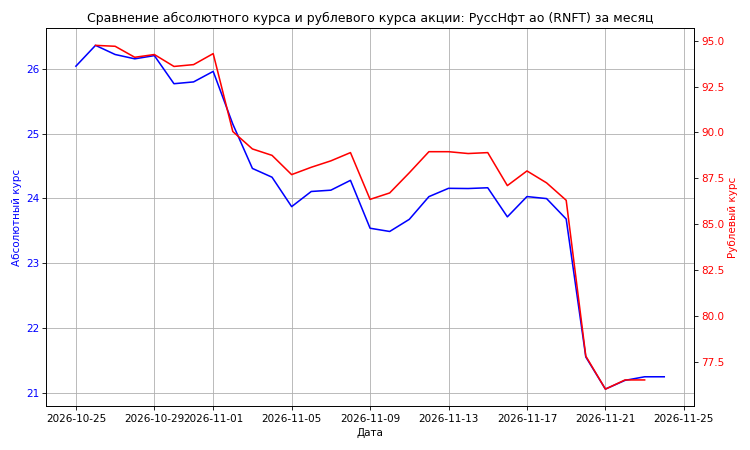 Сравнение абсолютного курса и рублевого курса акции: РуссНфт ао (RNFT) за месяц
Абсолютный курс
26
25
24
23
22
21
95.0
92.5
90.0
87.5
85.0
82.5
80.0
77.5
Рублевый курс
2026-10-25 2026-10-29 2026-11-01 2026-11-05 2026-11-09 2026-11-13 2026-11-17 2026-11-21 2026-11-25
Дата